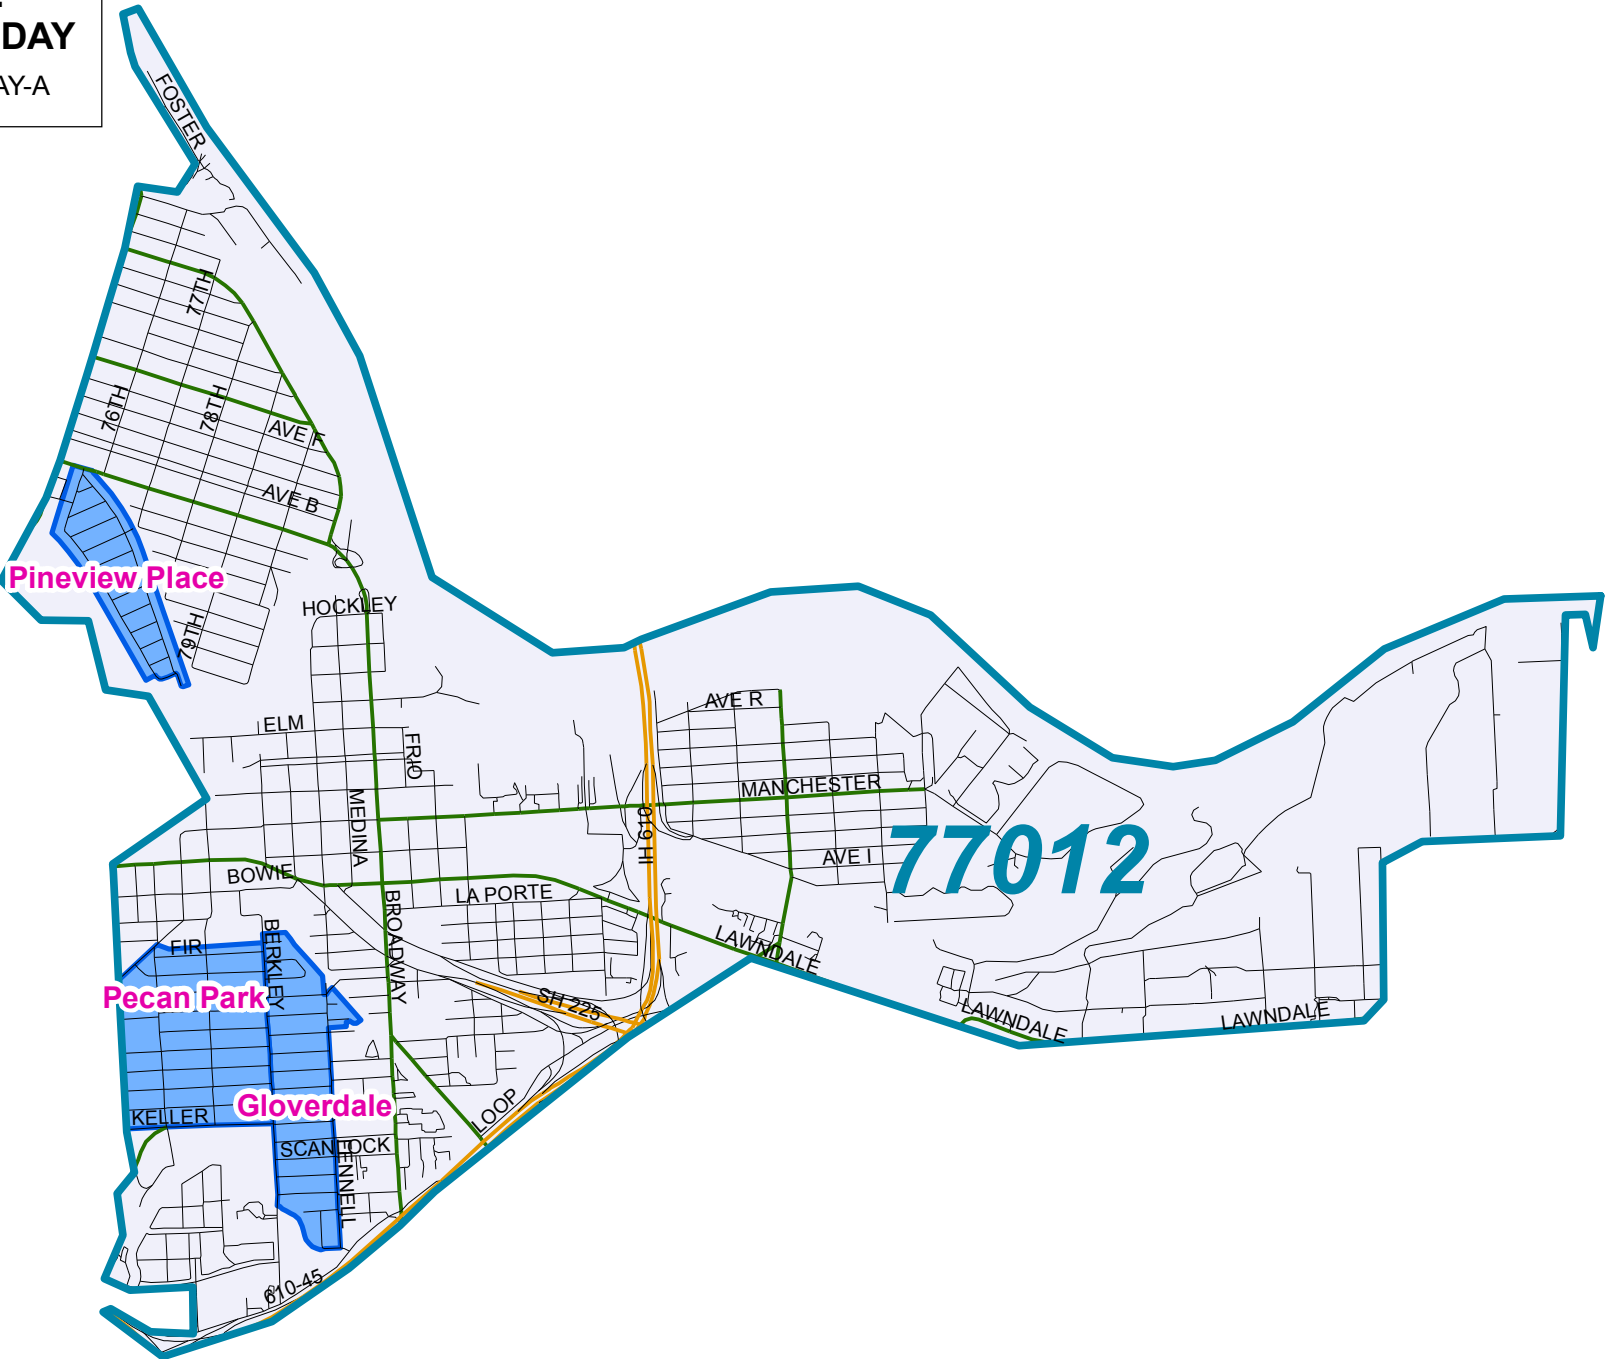 DAY
AY-A
FOSTER
77TH
76TH
78TH
AVE F
AVE B
Pineview Place
79TH
HOCKLEY
ELM
FRIO
AVE R
MEDINA
MANCHESTER
IH 610
77012
AVE I
BOWIE
LA PORTE
BROADWAY
BERKLEY
FIR
LAWNDALE
Pecan Park
SH 225
LAWNDALE
LAWNDALE
Gloverdale
KELLER
LOOP
SCANLOCK
FENNELL
610-45